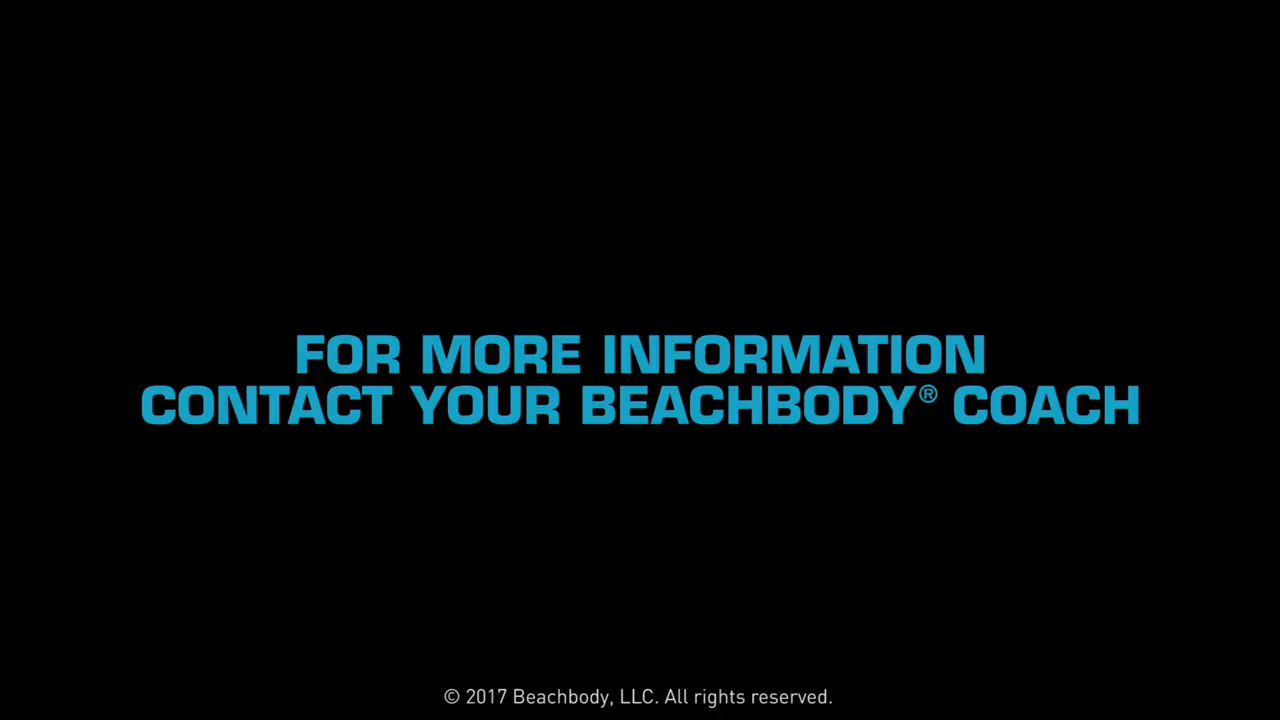 FOR MORE INFORMATION
CONTACT YOUR BEACHBODY® COACH
© 2017 Beachbody, LLC. All rights reserved.